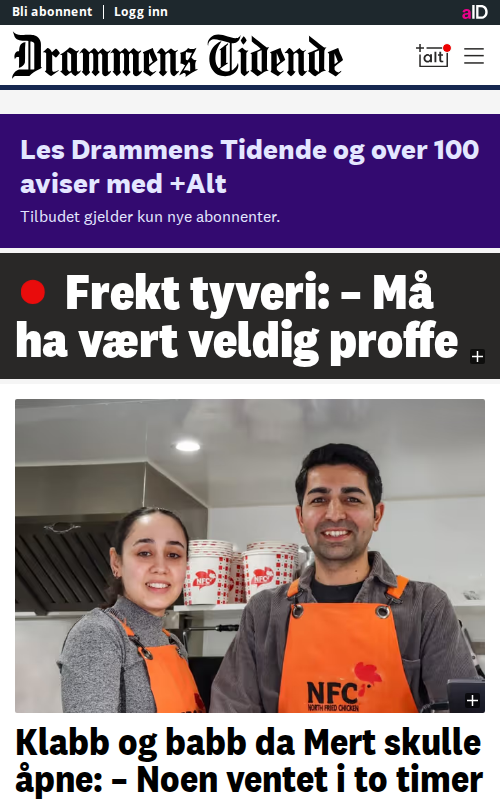 Bli abonnent | Logg inn
aID
Drammens Tidende
+alt
Les Drammens Tidende og over 100
aviser med +Alt
Tilbudet gjelder kun nye abonnenter.
Frekt tyveri: – Må
ha vært veldig proffe
NFC
NFC
NFC
NORTH FRIED CHICKEN
Klabb og babb da Mert skulle
åpne: – Noen ventet i to timer